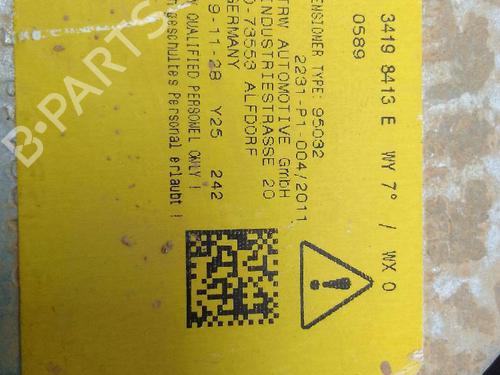 3419 8413 E WY 7° / WX 0
0589
TENSIONER TYPE: 95032
2231-P1-004/2011
TRW AUTOMOTIVE GmbH
INDUSTRIESTRASSE 20
D-73553 ALFDORF
GERMANY
9-11-28 Y25 242
QUALIFIED PERSONEL ONLY !
geschultes Personal erlaubt !
B-Parts